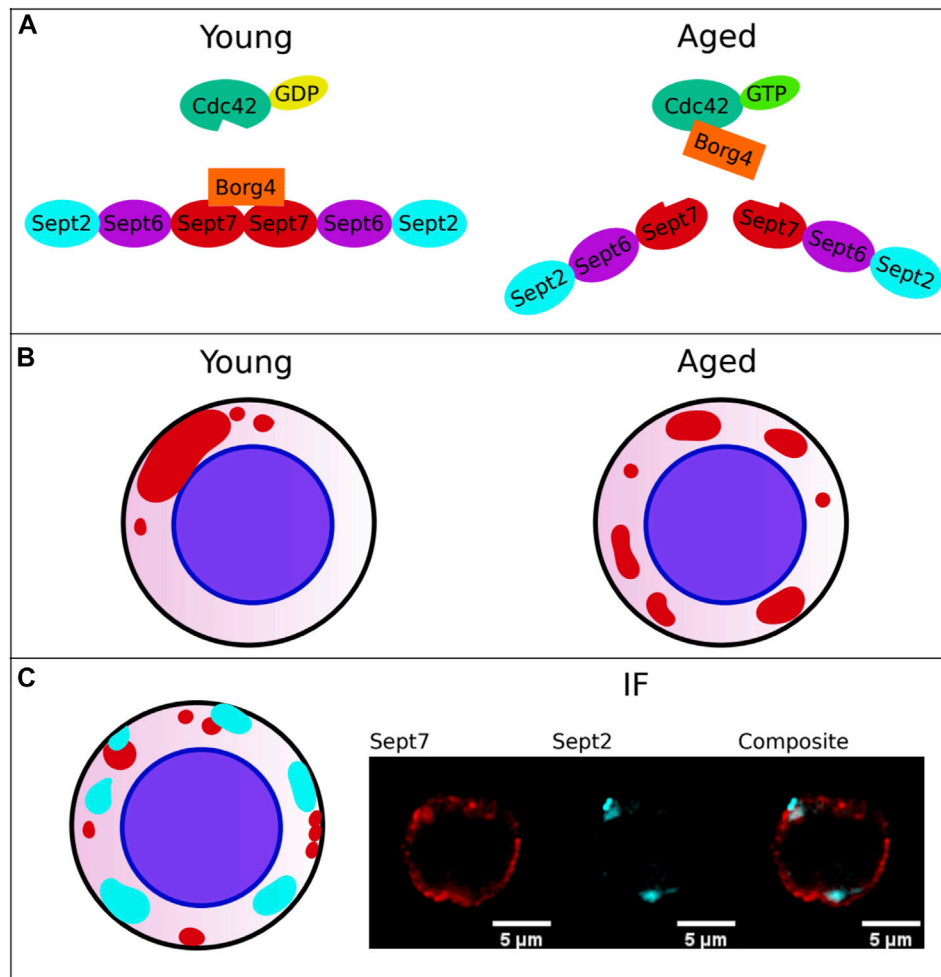 A
Young
Aged
Cdc42
GDP
Cdc42
GTP
Borg4
Borg4
Sept2
Sept6
Sept7
Sept7
Sept6
Sept2
Sept2
Sept6
Sept7
Sept7
Sept6
Sept2
B
Young
Aged
C
IF
Sept7
Sept2
Composite
5 µm
5 µm
5 µm